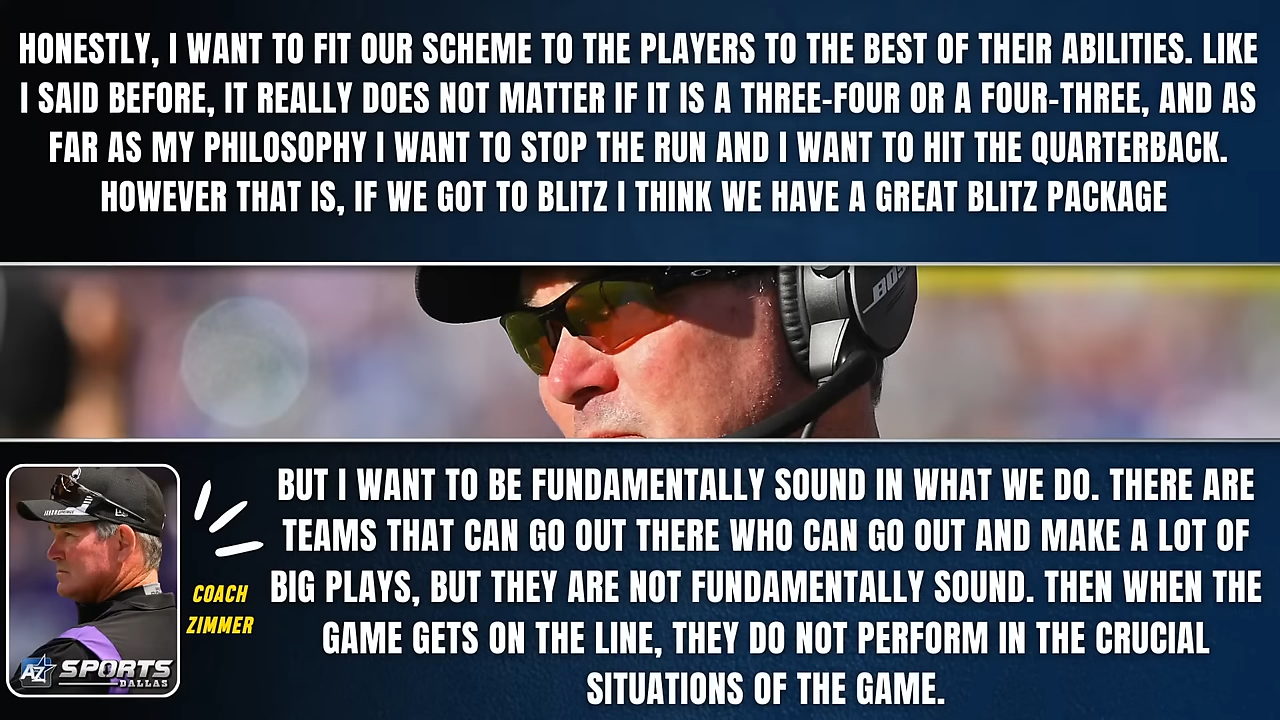 HONESTLY, I WANT TO FIT OUR SCHEME TO THE PLAYERS TO THE BEST OF THEIR ABILITIES. LIKE
I SAID BEFORE, IT REALLY DOES NOT MATTER IF IT IS A THREE-FOUR OR A FOUR-THREE, AND AS
FAR AS MY PHILOSOPHY I WANT TO STOP THE RUN AND I WANT TO HIT THE QUARTERBACK.
HOWEVER THAT IS, IF WE GOT TO BLITZ I THINK WE HAVE A GREAT BLITZ PACKAGE
BUT I WANT TO BE FUNDAMENTALLY SOUND IN WHAT WE DO. THERE ARE
TEAMS THAT CAN GO OUT THERE WHO CAN GO OUT AND MAKE A LOT OF
BIG PLAYS, BUT THEY ARE NOT FUNDAMENTALLY SOUND. THEN WHEN THE
GAME GETS ON THE LINE, THEY DO NOT PERFORM IN THE CRUCIAL
SITUATIONS OF THE GAME.
COACH
ZIMMER
AZ SPORTS
DALLAS